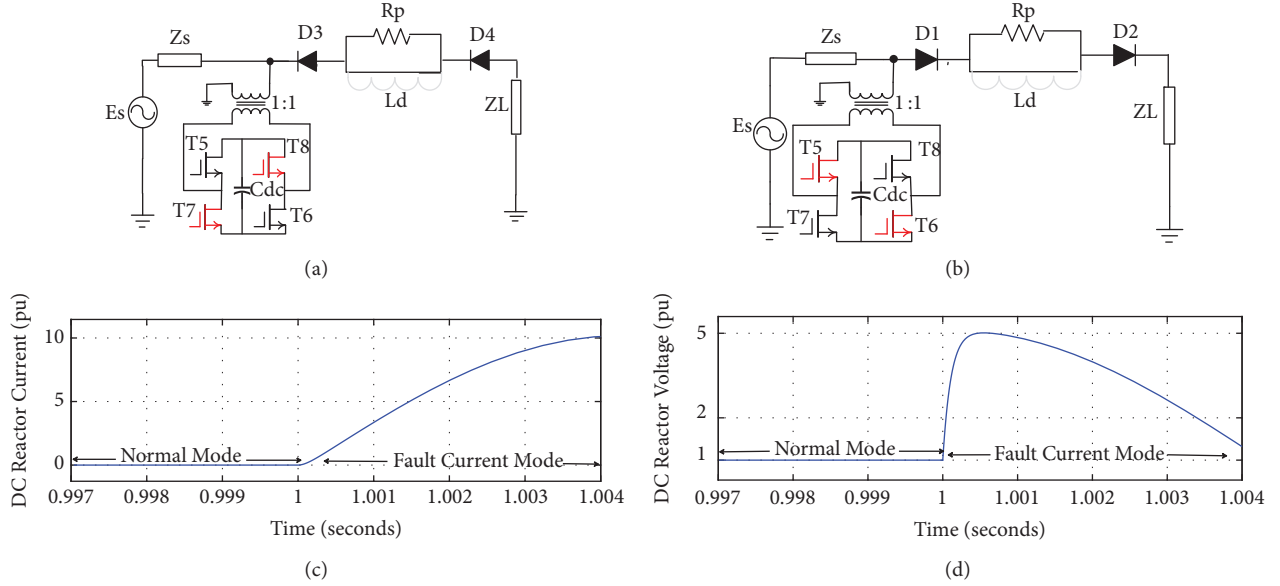 Rp
Zs
D3
D4
Ld
1:1
Es
ZL
T5
T8
Cdc
T7
T6
(a)
Rp
Zs
D1
D2
Ld
1:1
Es
ZL
T5
T8
Cdc
T7
T6
(b)
DC Reactor Current (pu)
10
5
0
Normal Mode
Fault Current Mode
0.997 0.998 0.999 1 1.001 1.002 1.003 1.004
Time (seconds)
(c)
DC Reactor Voltage (pu)
5
2
1
Normal Mode
Fault Current Mode
0.997 0.998 0.999 1 1.001 1.002 1.003 1.004
Time (seconds)
(d)